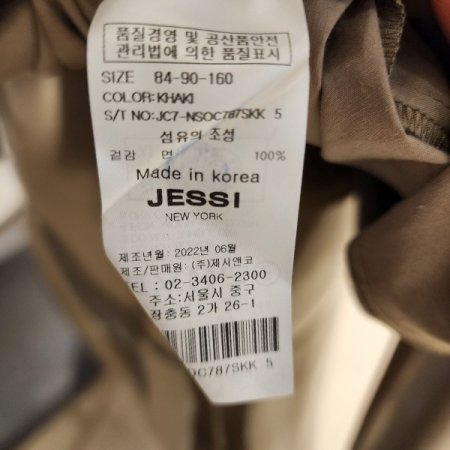 품질경영 및 공산품안전
관리법에 의한 품질표시
SIZE 84-90-160
COLOR:KHAKI
S/T NO:JC7-NSOC787SKK 5
섬유의 조성
겉감 면 100%
Made in korea
JESSI
NEW YORK
제조년월: 2022년 06월
제조/판매원: (주)제시앤코
TEL : 02-3406-2300
주소:서울시 중구
장충동 2가 26-1
OC787SKK 5